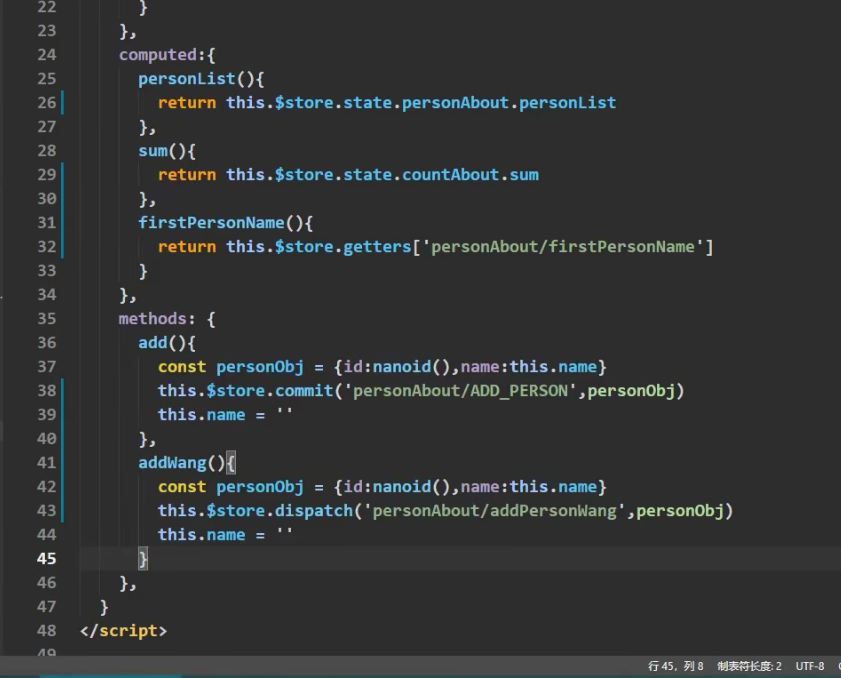 22 }
23 },
24 computed:{
25 personList(){
26 return this.$store.state.personAbout.personList
27 },
28 sum(){
29 return this.$store.state.countAbout.sum
30 },
31 firstPersonName(){
32 return this.$store.getters['personAbout/firstPersonName']
33 }
34 },
35 methods: {
36 add(){
37 const personObj = {id:nanoid(),name:this.name}
38 this.$store.commit('personAbout/ADD_PERSON',personObj)
39 this.name = ''
40 },
41 addWang(){
42 const personObj = {id:nanoid(),name:this.name}
43 this.$store.dispatch('personAbout/addPersonWang',personObj)
44 this.name = ''
45 }
46 },
47 }
48 </script>
49
行 45，列 8 制表符长度: 2 UTF-8